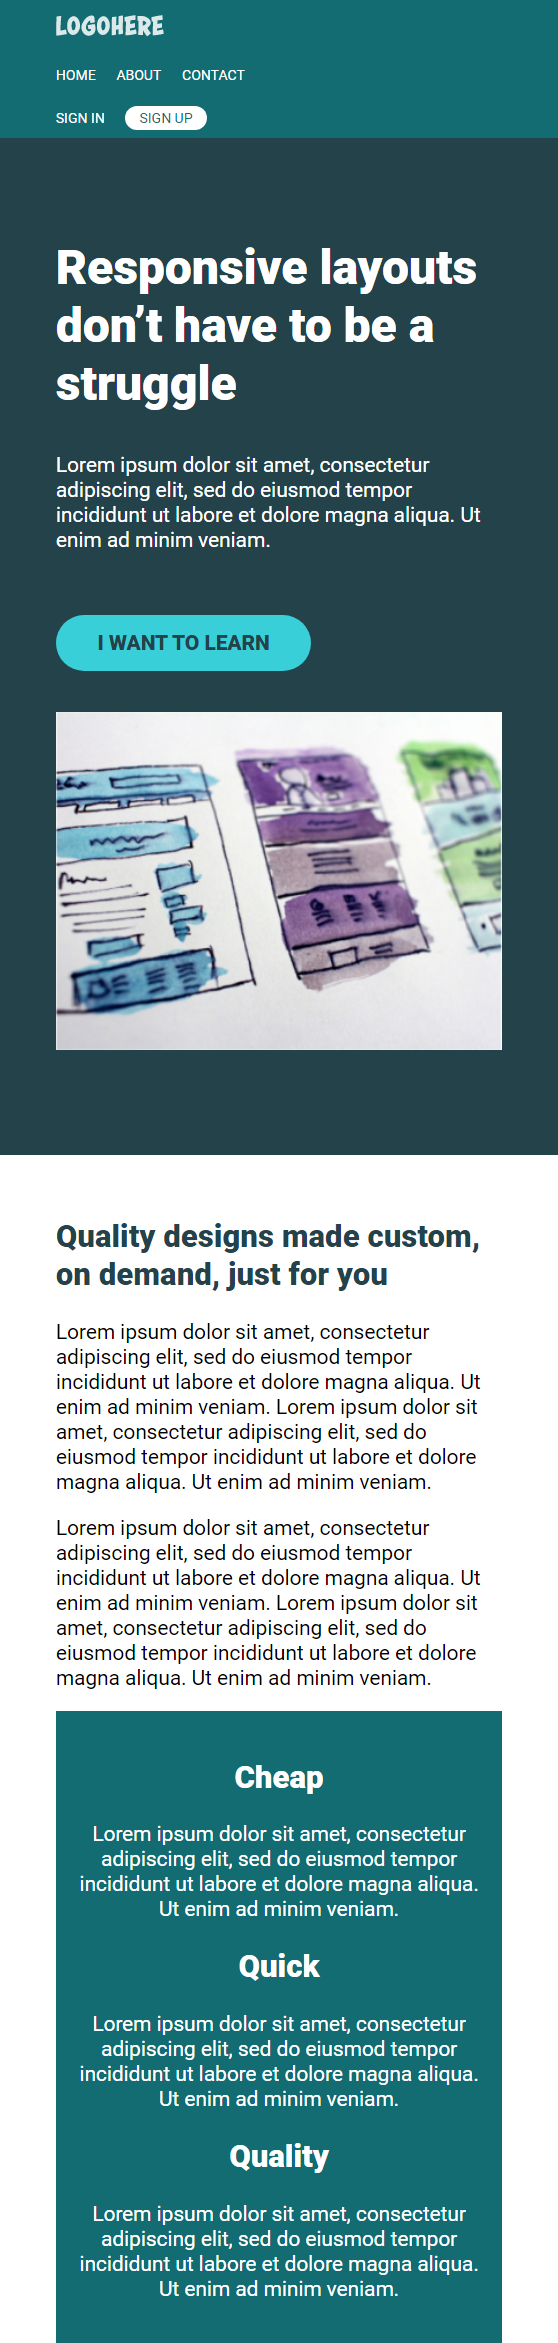 LOGOHERE
HOME ABOUT CONTACT
SIGN IN SIGN UP
Responsive layouts
don’t have to be a
struggle
Lorem ipsum dolor sit amet, consectetur
adipiscing elit, sed do eiusmod tempor
incididunt ut labore et dolore magna aliqua. Ut
enim ad minim veniam.
I WANT TO LEARN
Quality designs made custom,
on demand, just for you
Lorem ipsum dolor sit amet, consectetur
adipiscing elit, sed do eiusmod tempor
incididunt ut labore et dolore magna aliqua. Ut
enim ad minim veniam. Lorem ipsum dolor sit
amet, consectetur adipiscing elit, sed do
eiusmod tempor incididunt ut labore et dolore
magna aliqua. Ut enim ad minim veniam.
Lorem ipsum dolor sit amet, consectetur
adipiscing elit, sed do eiusmod tempor
incididunt ut labore et dolore magna aliqua. Ut
enim ad minim veniam. Lorem ipsum dolor sit
amet, consectetur adipiscing elit, sed do
eiusmod tempor incididunt ut labore et dolore
magna aliqua. Ut enim ad minim veniam.
Cheap
Lorem ipsum dolor sit amet, consectetur
adipiscing elit, sed do eiusmod tempor
incididunt ut labore et dolore magna aliqua.
Ut enim ad minim veniam.
Quick
Lorem ipsum dolor sit amet, consectetur
adipiscing elit, sed do eiusmod tempor
incididunt ut labore et dolore magna aliqua.
Ut enim ad minim veniam.
Quality
Lorem ipsum dolor sit amet, consectetur
adipiscing elit, sed do eiusmod tempor
incididunt ut labore et dolore magna aliqua.
Ut enim ad minim veniam.